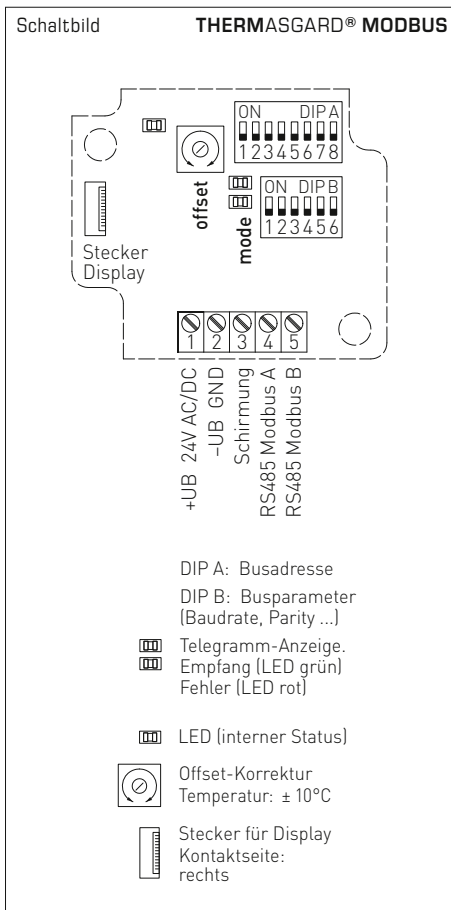 Schaltbild THERMASGARD® MODBUS
ON DIP A
1 2 3 4 5 6 7 8
offset
ON DIP B
1 2 3 4 5 6
mode
Stecker
Display
1 2 3 4 5
+UB 24V AC/DC
–UB GND
Schirmung
RS485 Modbus A
RS485 Modbus B
DIP A: Busadresse
DIP B: Busparameter
(Baudrate, Parity ...)
Telegramm-Anzeige.
Empfang (LED grün)
Fehler (LED rot)
LED (interner Status)
Offset-Korrektur
Temperatur: ± 10°C
Stecker für Display
Kontaktseite:
rechts